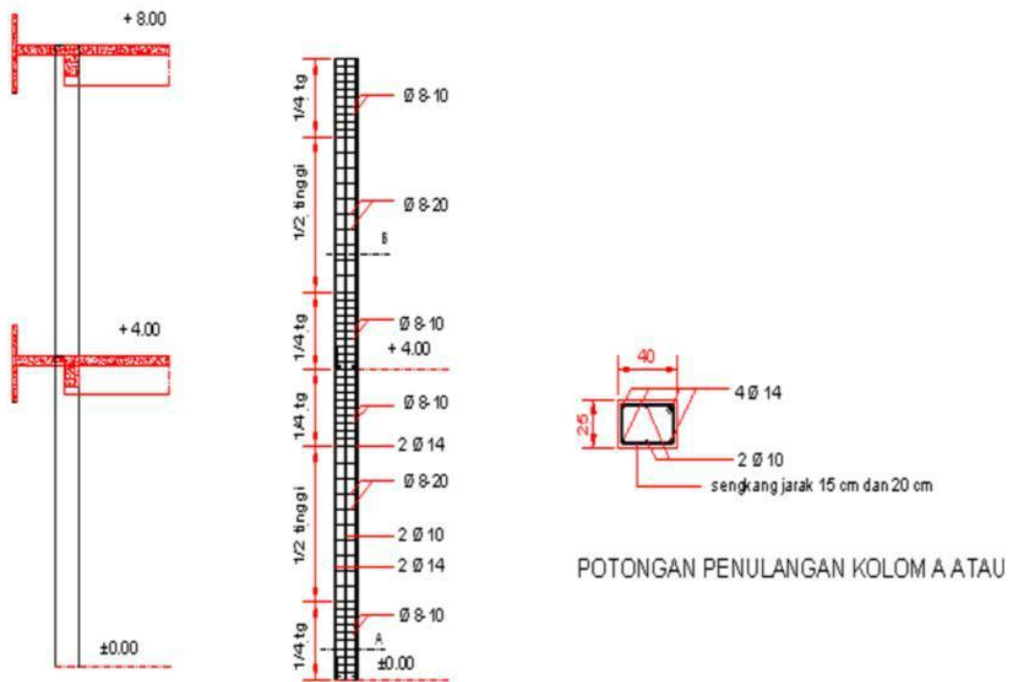 + 8.00
+ 4.00
±0.00
1/4 tg
1/2 tinggi
1/4 tg
1/4 tg
1/2 tinggi
1/4 tg
Ø 8-10
Ø 8-20
B
Ø 8-10
+ 4.00
Ø 8-10
2 Ø 14
Ø 8-20
2 Ø 10
2 Ø 14
Ø 8-10
A
±0.00
40
25
4 Ø 14
2 Ø 10
sengkang jarak 15 cm dan 20 cm
POTONGAN PENULANGAN KOLOM A ATAU